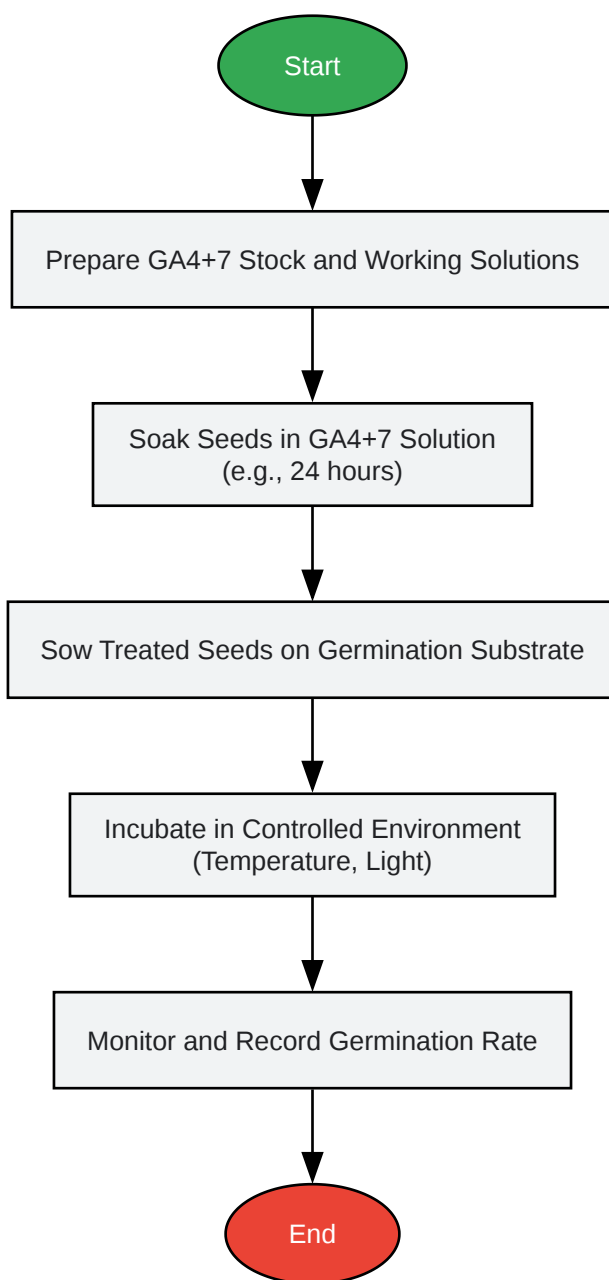 Start
Prepare GA4+7 Stock and Working Solutions
Soak Seeds in GA4+7 Solution
(e.g., 24 hours)
Sow Treated Seeds on Germination Substrate
Incubate in Controlled Environment
(Temperature, Light)
Monitor and Record Germination Rate
End